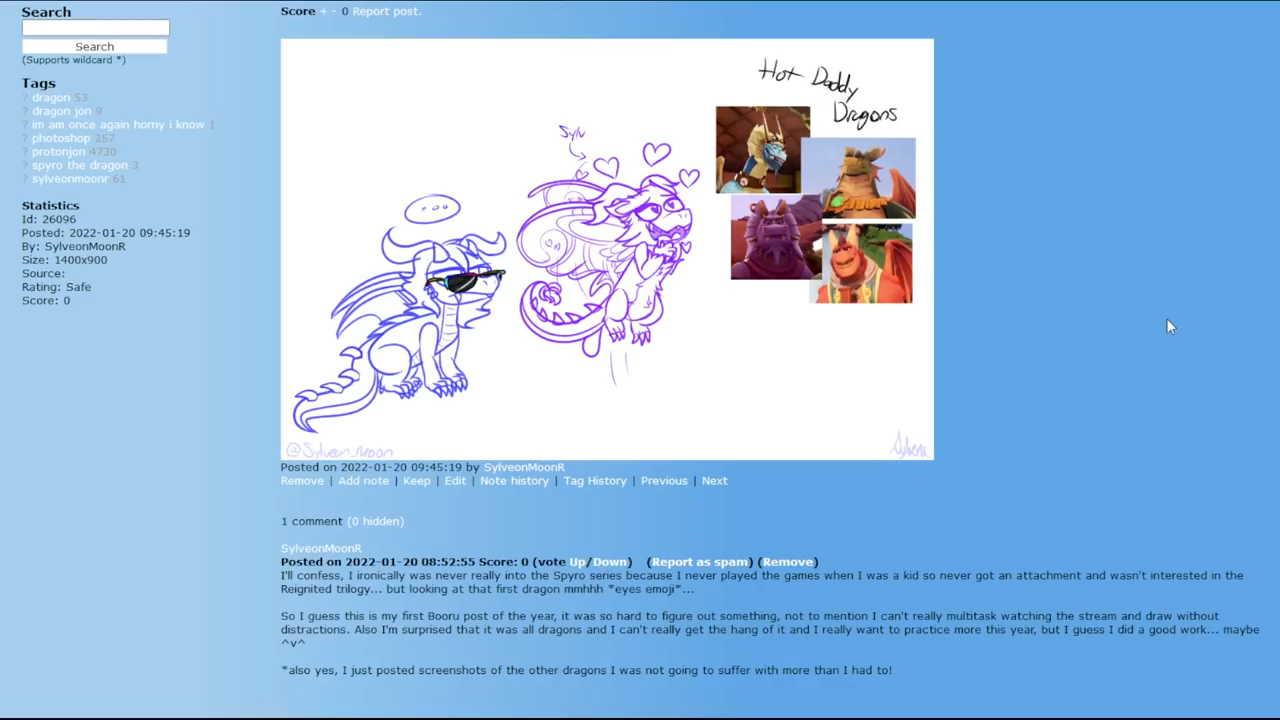 Search
Score + - 0 Report post.
Search
(Supports wildcard *)
Tags
? dragon 53
? dragon jon 9
? im am once again horny i know 1
? photoshop 257
? protonjon 4730
? spyro the dragon 3
? sylveonmoonr 61
Statistics
Id: 26096
Posted: 2022-01-20 09:45:19
By: SylveonMoonR
Size: 1400x900
Source:
Rating: Safe
Score: 0
Hot Daddy
Dragons
Sylv
...
@Sylveon_Moon
Posted on 2022-01-20 09:45:19 by SylveonMoonR
Remove | Add note | Keep | Edit | Note history | Tag History | Previous | Next
1 comment (0 hidden)
SylveonMoonR
Posted on 2022-01-20 08:52:55 Score: 0 (vote Up/Down) (Report as spam) (Remove)
I'll confess, I ironically was never really into the Spyro series because I never played the games when I was a kid so never got an attachment and wasn't interested in the
Reignited trilogy... but looking at that first dragon mmhhh *eyes emoji*...
So I guess this is my first Booru post of the year, it was so hard to figure out something, not to mention I can't really multitask watching the stream and draw without
distractions. Also I'm surprised that it was all dragons and I can't really get the hang of it and I really want to practice more this year, but I guess I did a good work... maybe
^v^
*also yes, I just posted screenshots of the other dragons I was not going to suffer with more than I had to!